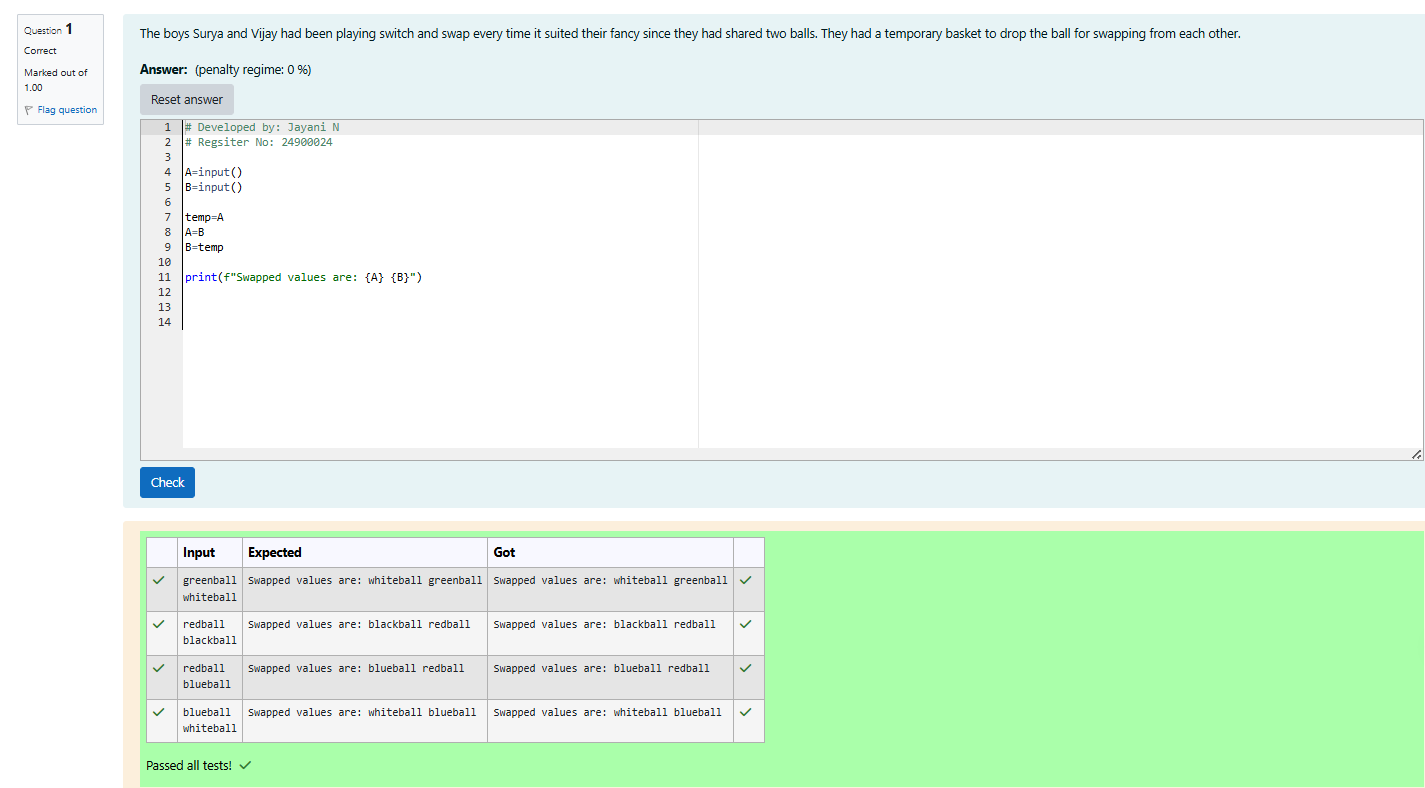 Question 1
Correct
Marked out of
1.00
Flag question
The boys Surya and Vijay had been playing switch and swap every time it suited their fancy since they had shared two balls. They had a temporary basket to drop the ball for swapping from each other.
Answer: (penalty regime: 0 %)
Reset answer
1 # Developed by: Jayani N
2 # Regsiter No: 24900024
3
4 A=input()
5 B=input()
6
7 temp=A
8 A=B
9 B=temp
10
11 print(f"Swapped values are: {A} {B}")
12
13
14
Check
Input Expected Got
greenball Swapped values are: whiteball greenball Swapped values are: whiteball greenball
whiteball
redball Swapped values are: blackball redball Swapped values are: blackball redball
blackball
redball Swapped values are: blueball redball Swapped values are: blueball redball
blueball
blueball Swapped values are: whiteball blueball Swapped values are: whiteball blueball
whiteball
Passed all tests!